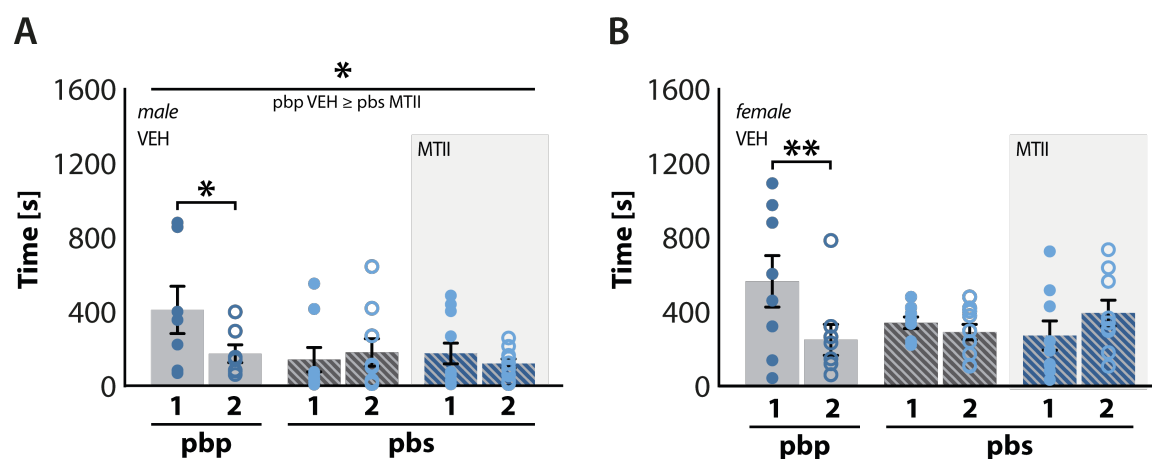 A
Time [s]
1600
1200
800
400
0
*
pbp VEH ≥ pbs MTII
male
VEH
MTII
*
1 2 1 2 1 2
pbp pbs
B
Time [s]
1600
1200
800
400
0
female
VEH
**
MTII
1 2 1 2 1 2
pbp pbs